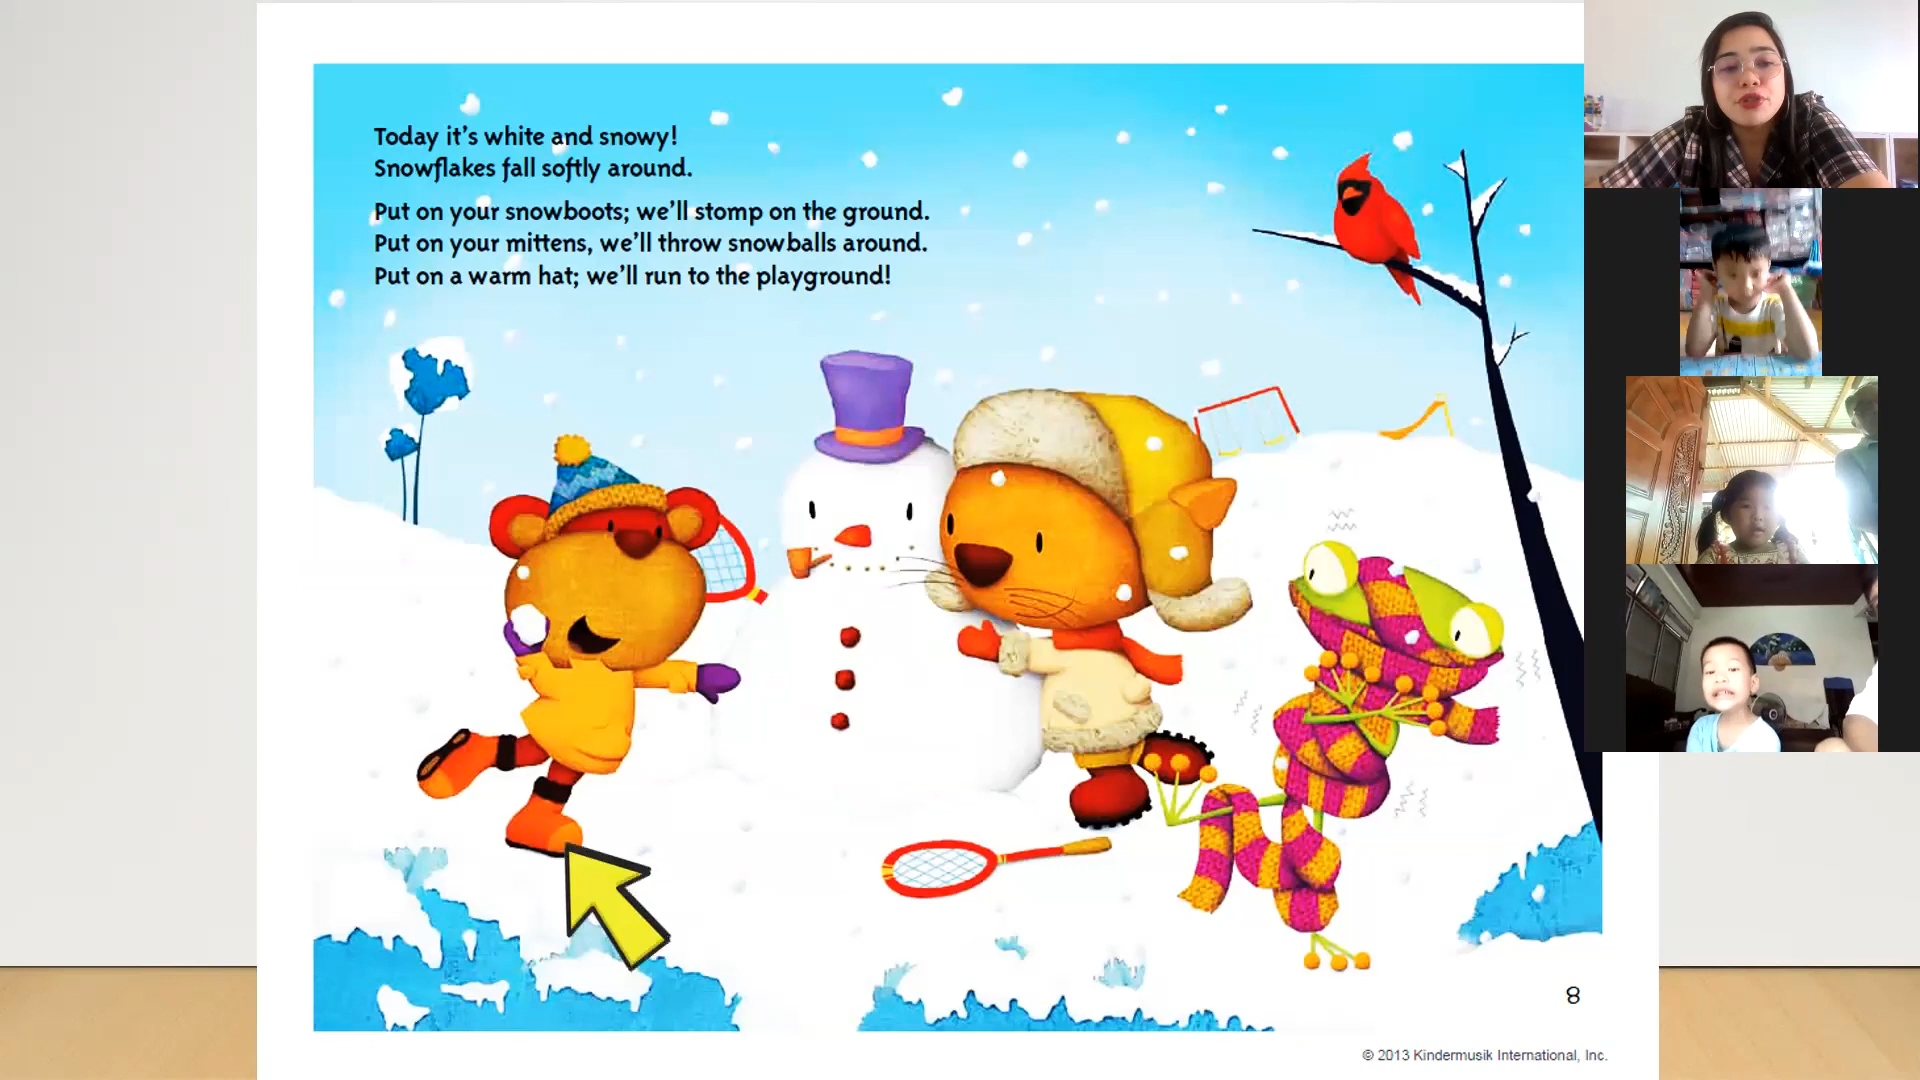 Today it's white and snowy!
Snowflakes fall softly around.
Put on your snowboots; we'll stomp on the ground.
Put on your mittens, we'll throw snowballs around.
Put on a warm hat; we'll run to the playground!
8
© 2013 Kindermusik International, Inc.